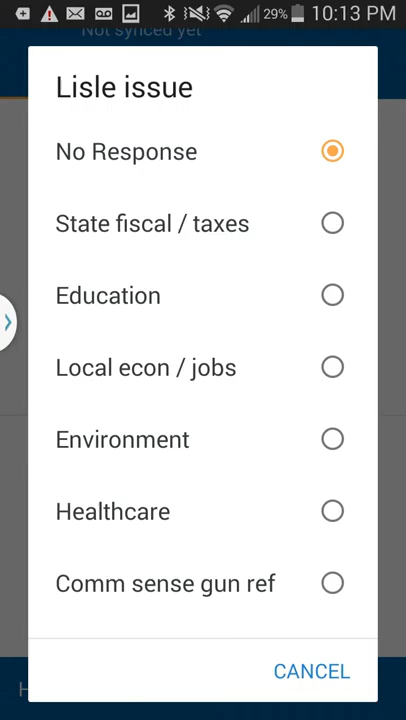 29% 10:13 PM
Not synced yet
Lisle issue
No Response
State fiscal / taxes
Education
Local econ / jobs
Environment
Healthcare
Comm sense gun ref
CANCEL
H